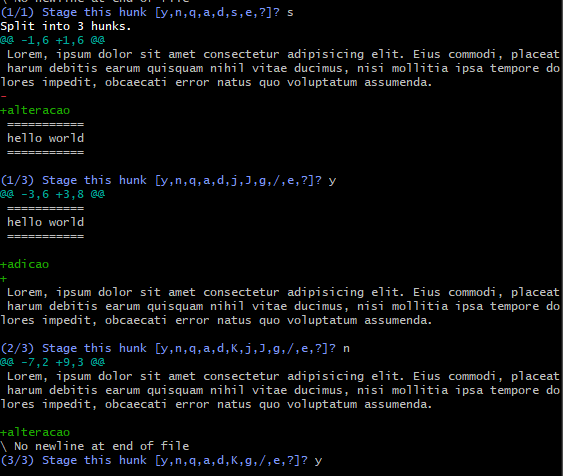 \ No newline at end of file
(1/1) Stage this hunk [y,n,q,a,d,s,e,?]? s
Split into 3 hunks.
@@ -1,6 +1,6 @@
 Lorem, ipsum dolor sit amet consectetur adipisicing elit. Eius commodi, placeat
 harum debitis earum quisquam nihil vitae ducimus, nisi mollitia ipsa tempore do
lores impedit, obcaecati error natus quo voluptatum assumenda.
-
+alteracao
 ===========
 hello world
 ===========
(1/3) Stage this hunk [y,n,q,a,d,j,J,g,/,e,?]? y
@@ -3,6 +3,8 @@
 ===========
 hello world
 ===========
+adicao
+
 Lorem, ipsum dolor sit amet consectetur adipisicing elit. Eius commodi, placeat
 harum debitis earum quisquam nihil vitae ducimus, nisi mollitia ipsa tempore do
lores impedit, obcaecati error natus quo voluptatum assumenda.
(2/3) Stage this hunk [y,n,q,a,d,K,j,J,g,/,e,?]? n
@@ -7,2 +9,3 @@
 Lorem, ipsum dolor sit amet consectetur adipisicing elit. Eius commodi, placeat
 harum debitis earum quisquam nihil vitae ducimus, nisi mollitia ipsa tempore do
lores impedit, obcaecati error natus quo voluptatum assumenda.
+alteracao
\ No newline at end of file
(3/3) Stage this hunk [y,n,q,a,d,K,g,/,e,?]? y